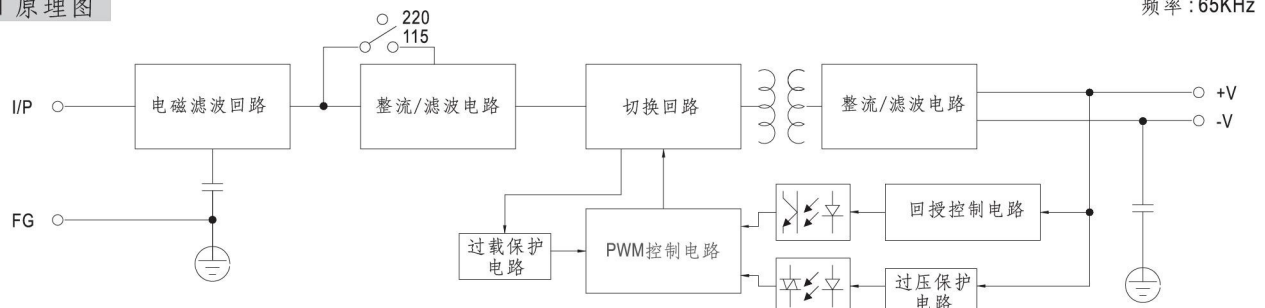 原理图
频率:65KHz
220
115
I/P
电磁滤波回路
整流/滤波电路
切换回路
整流/滤波电路
+V
-V
FG
过载保护
电路
PWM控制电路
回授控制电路
过压保护
电路